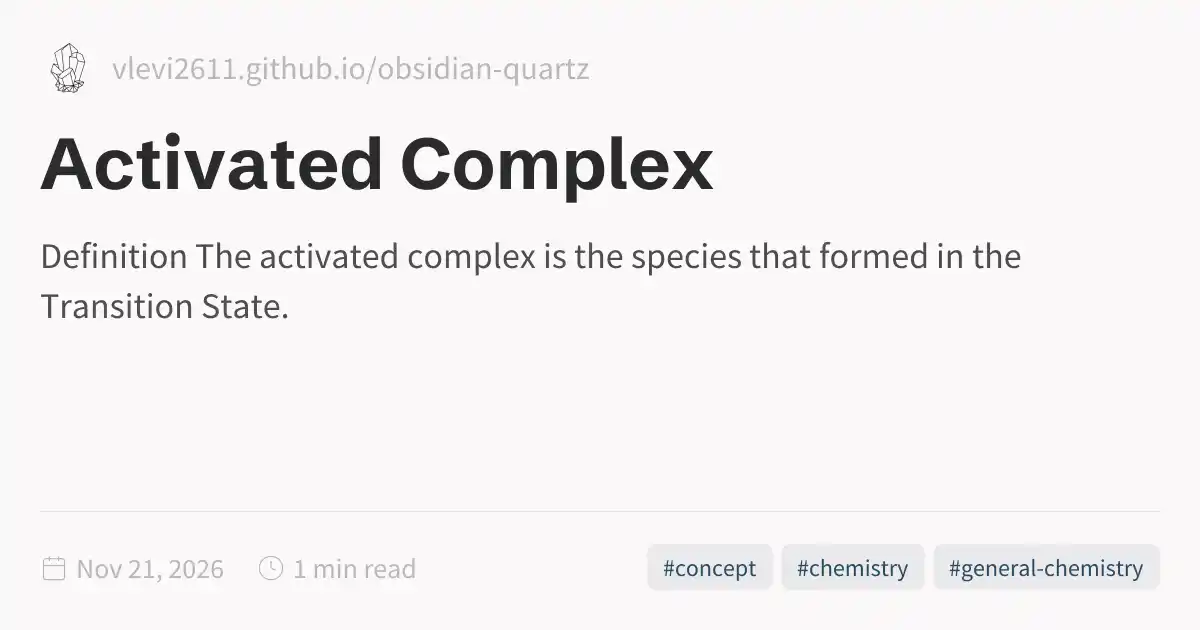 vlevi2611.github.io/obsidian-quartz
Activated Complex
Definition The activated complex is the species that formed in the
Transition State.
Nov 21, 2026 1 min read #concept #chemistry #general-chemistry